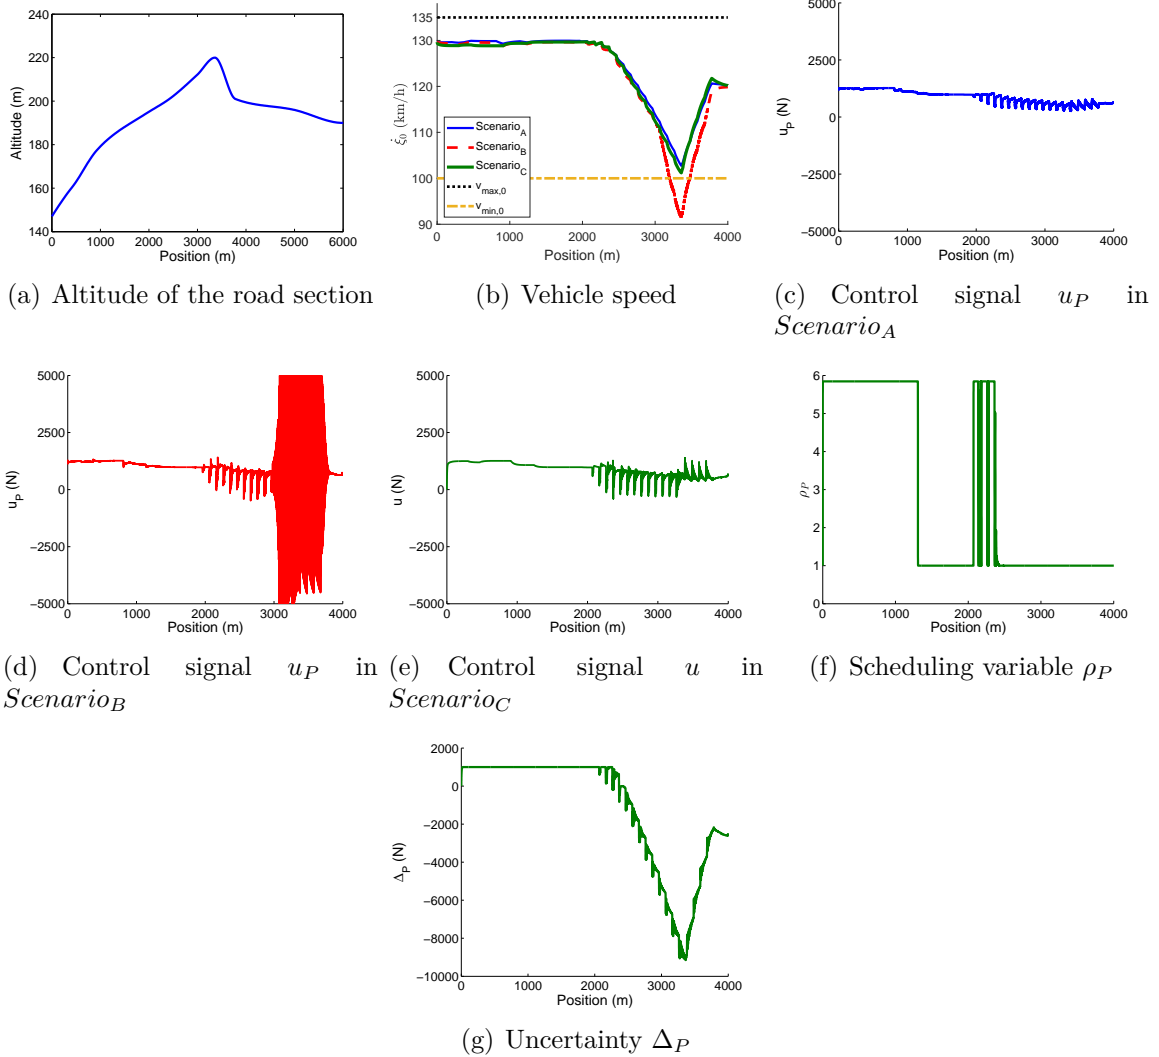 240
220
200
180
160
140
Altitude (m)
0 1000 2000 3000 4000 5000 6000
Position (m)
(a) Altitude of the road section
135
130
120
110
100
90
ξ̇₀ (km/h)
Scenario_A
Scenario_B
Scenario_C
v_max,0
v_min,0
0 1000 2000 3000 4000
Position (m)
(b) Vehicle speed
5000
2500
0
−2500
−5000
u_P (N)
0 1000 2000 3000 4000
Position (m)
(c) Control signal u_P in
Scenario_A
5000
2500
0
−2500
−5000
u_P (N)
0 1000 2000 3000 4000
Position (m)
(d) Control signal u_P in
Scenario_B
5000
2500
0
−2500
−5000
u (N)
0 1000 2000 3000 4000
Position (m)
(e) Control signal u in
Scenario_C
6
5
4
3
2
1
0
ρ_P
0 1000 2000 3000 4000
Position (m)
(f) Scheduling variable ρ_P
2000
0
−2000
−4000
−6000
−8000
−10000
Δ_P (N)
0 1000 2000 3000 4000
Position (m)
(g) Uncertainty Δ_P